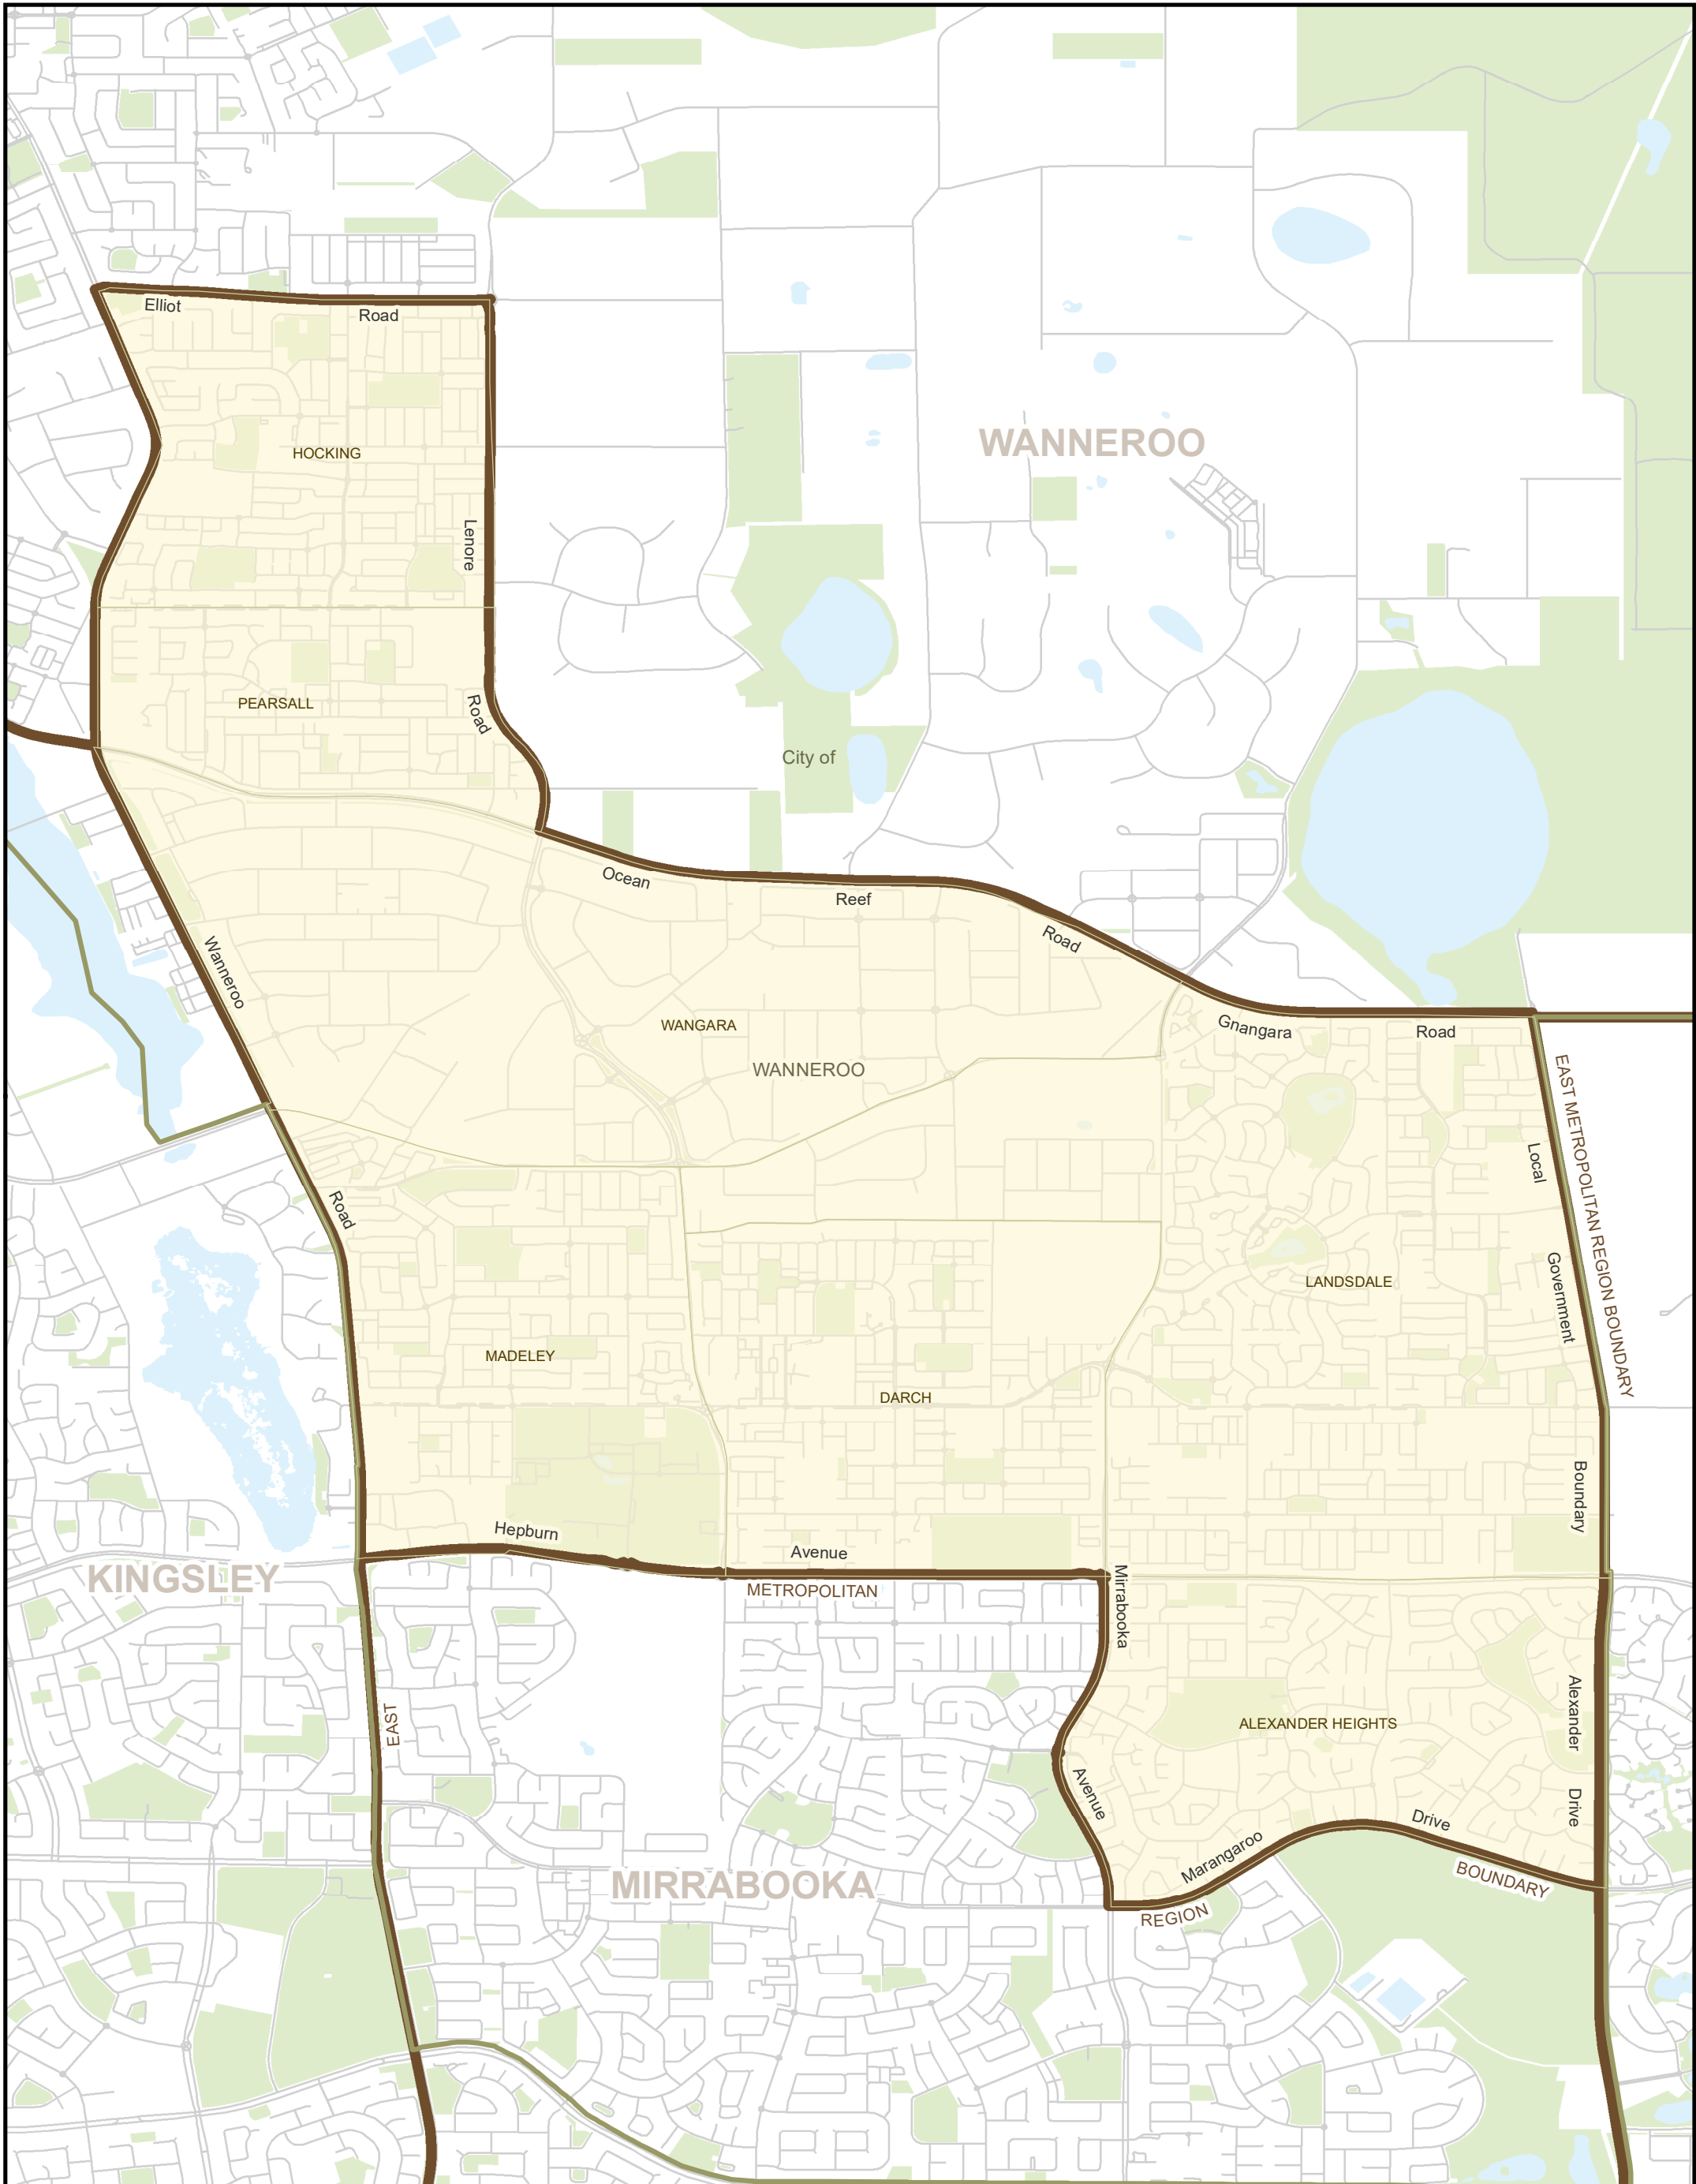 Elliot Road
WANNEROO
HOCKING
Lenore
PEARSALL
Road
City of
Ocean
Reef
Road
Wanneroo
WANGARA
Gnangara
Road
WANNEROO
EAST METROPOLITAN REGION BOUNDARY
Local
Road
Government
LANDSDALE
MADELEY
DARCH
Boundary
Hepburn
Avenue
KINGSLEY
METROPOLITAN
Mirrabooka
EAST
ALEXANDER HEIGHTS
Alexander
Avenue
Drive
Drive
Marangaroo
MIRRABOOKA
BOUNDARY
REGION